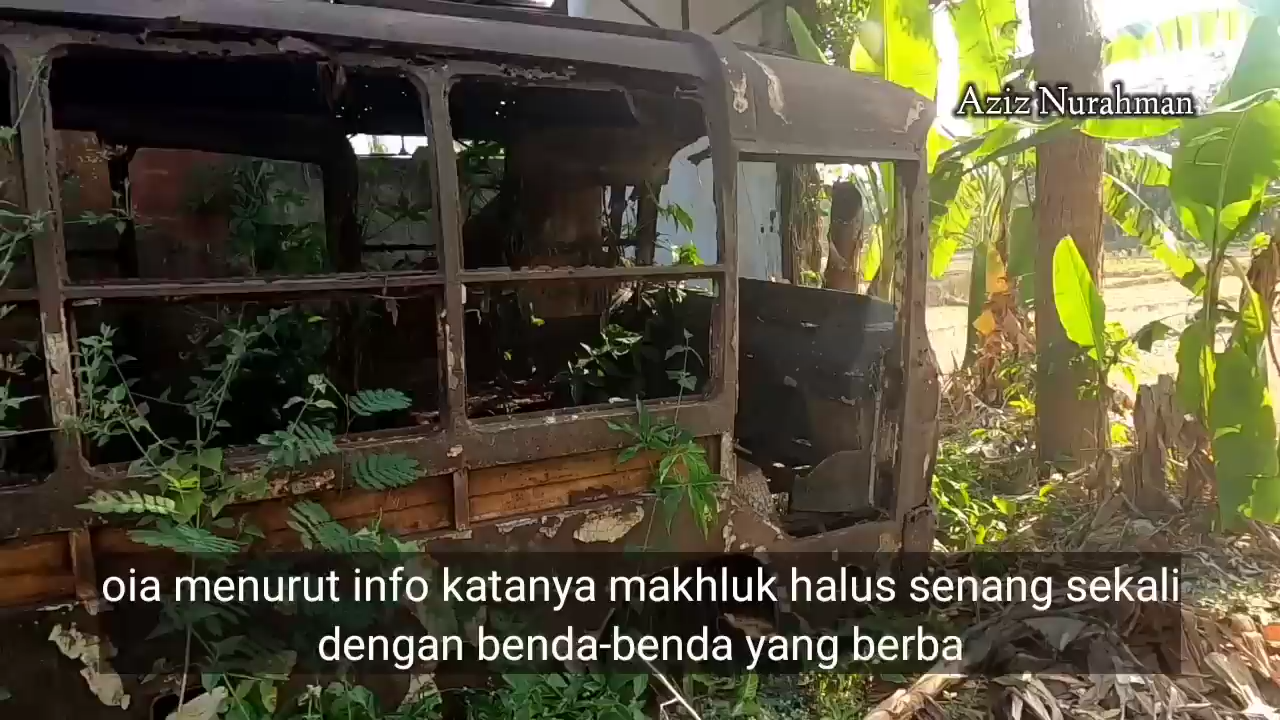 Aziz Nurahman
oia menurut info katanya makhluk halus senang sekali
dengan benda-benda yang berba